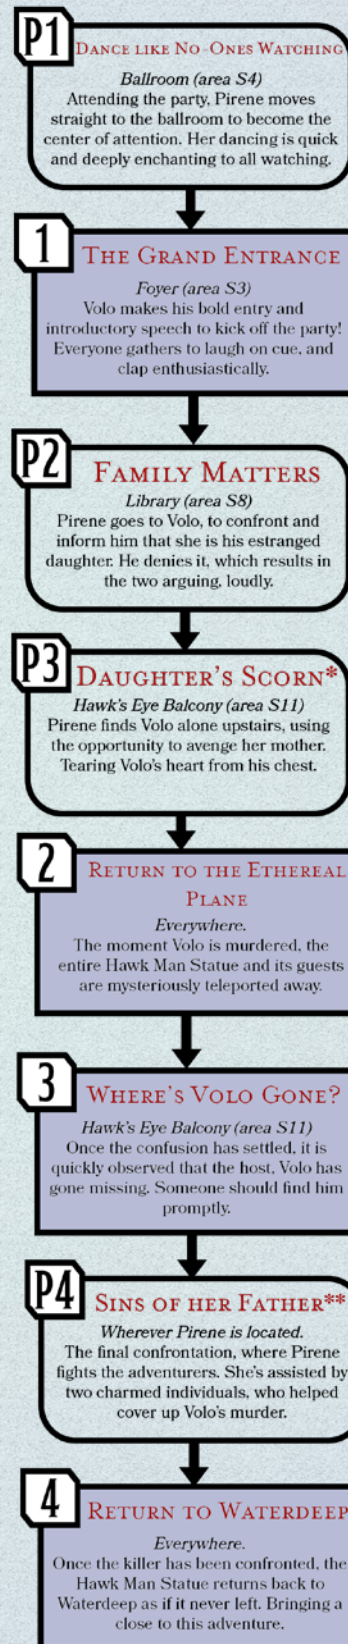 P1
Dance like No-Ones Watching
Ballroom (area S4)
Attending the party, Pirene moves
straight to the ballroom to become the
center of attention. Her dancing is quick
and deeply enchanting to all watching.
1
The Grand Entrance
Foyer (area S3)
Volo makes his bold entry and
introductory speech to kick off the party!
Everyone gathers to laugh on cue, and
clap enthusiastically.
P2
Family Matters
Library (area S8)
Pirene goes to Volo, to confront and
inform him that she is his estranged
daughter. He denies it, which results in
the two arguing, loudly.
P3
Daughter's Scorn*
Hawk's Eye Balcony (area S11)
Pirene finds Volo alone upstairs, using
the opportunity to avenge her mother.
Tearing Volo's heart from his chest.
2
Return to the Ethereal
Plane
Everywhere.
The moment Volo is murdered, the
entire Hawk Man Statue and its guests
are mysteriously teleported away.
3
Where's Volo Gone?
Hawk's Eye Balcony (area S11)
Once the confusion has settled, it is
quickly observed that the host, Volo has
gone missing. Someone should find him
promptly.
P4
Sins of her Father**
Wherever Pirene is located.
The final confrontation, where Pirene
fights the adventurers. She's assisted by
two charmed individuals, who helped
cover up Volo's murder.
4
Return to Waterdeep
Everywhere.
Once the killer has been confronted, the
Hawk Man Statue returns back to
Waterdeep as if it never left. Bringing a
close to this adventure.